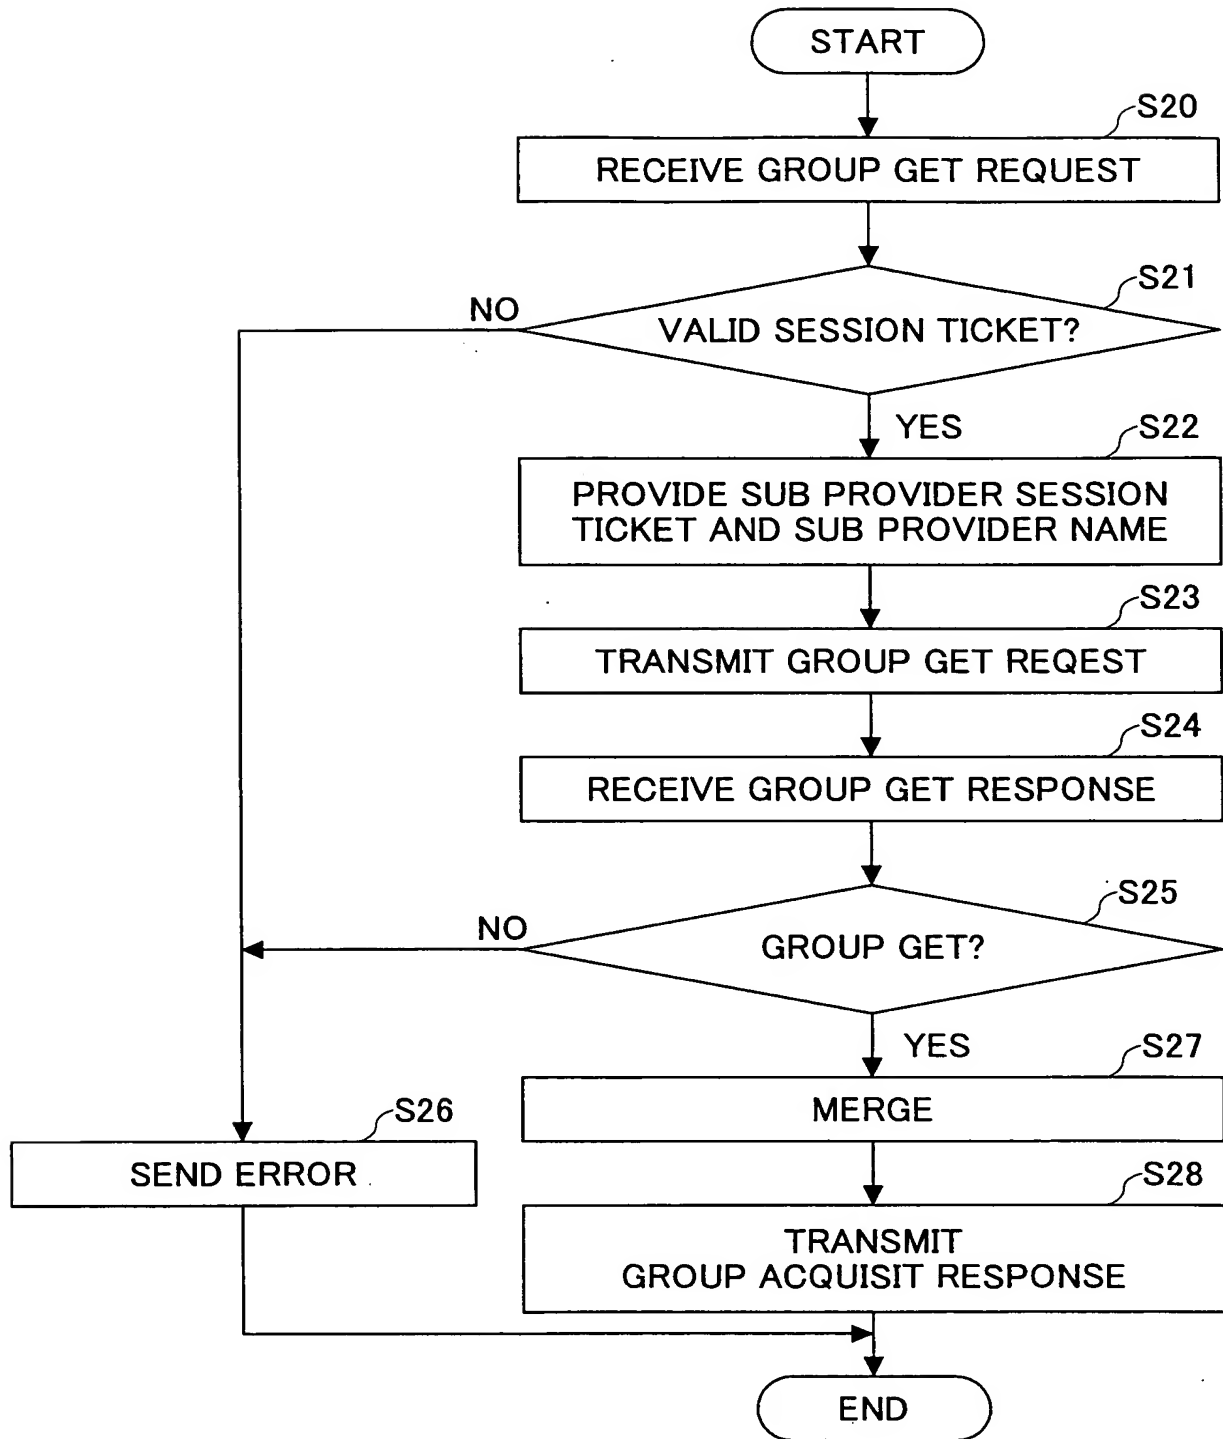 START
S20
RECEIVE GROUP GET REQUEST
S21
NO
VALID SESSION TICKET?
YES
S22
PROVIDE SUB PROVIDER SESSION
TICKET AND SUB PROVIDER NAME
S23
TRANSMIT GROUP GET REQEST
S24
RECEIVE GROUP GET RESPONSE
S25
NO
GROUP GET?
YES
S27
MERGE
S26
SEND ERROR
S28
TRANSMIT
GROUP ACQUISIT RESPONSE
END